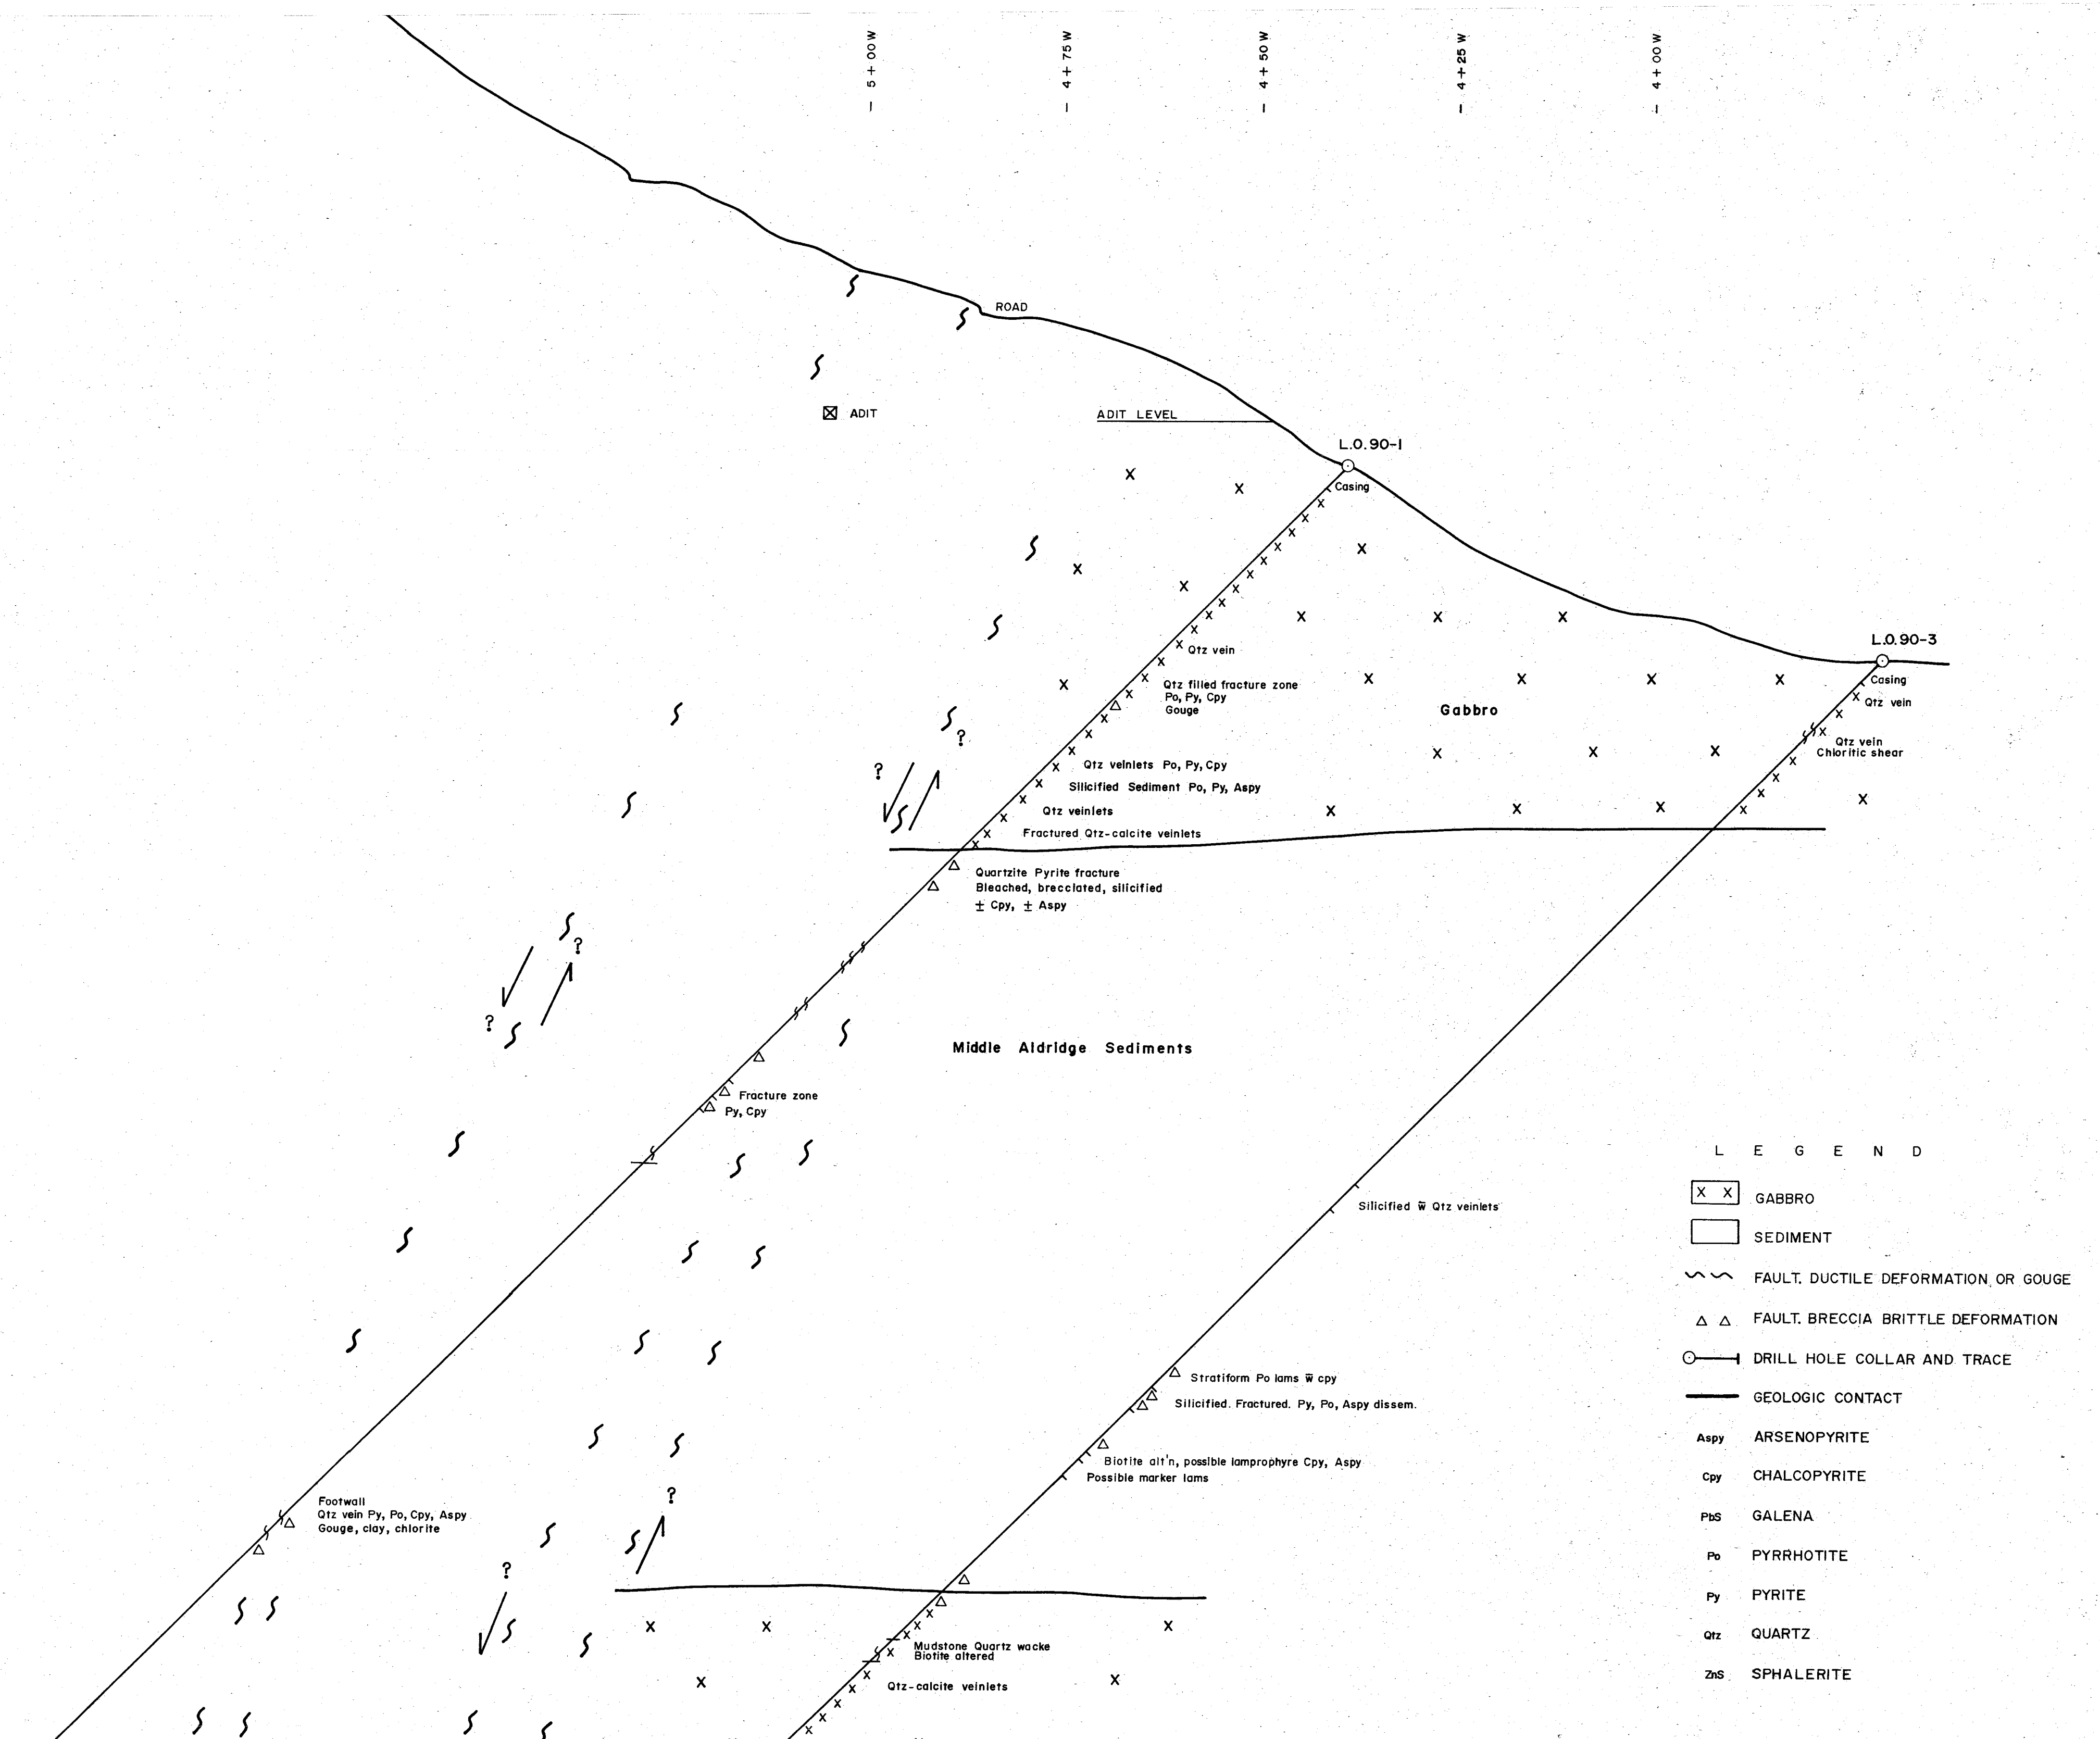 5+00W
4+75W
4+50W
4+25W
4+00W
ROAD
ADIT
ADIT LEVEL
L.O.90-1
Casing
Qtz vein
Qtz filled fracture zone
Po, Py, Cpy
Gouge
Qtz veinlets Po, Py, Cpy
Silicified Sediment Po, Py, Aspy
Qtz veinlets
Fractured Qtz-calcite veinlets
Quartzite Pyrite fracture
Bleached, brecciated, silicified
± Cpy, ± Aspy
Gabbro
L.O.90-3
Casing
Qtz vein
Qtz vein
Chloritic shear
?
?
?
?
Middle Aldridge Sediments
Fracture zone
Py, Cpy
Silicified w̄ Qtz veinlets
Stratiform Po lams w̄ cpy
Silicified. Fractured. Py, Po, Aspy dissem.
Biotite alt'n, possible lamprophyre Cpy, Aspy
Possible marker lams
Footwall
Qtz vein Py, Po, Cpy, Aspy
Gouge, clay, chlorite
?
?
Mudstone Quartz wacke
Biotite altered
Qtz-calcite veinlets
LEGEND
X X GABBRO
SEDIMENT
FAULT. DUCTILE DEFORMATION OR GOUGE
FAULT. BRECCIA BRITTLE DEFORMATION
DRILL HOLE COLLAR AND TRACE
GEOLOGIC CONTACT
Aspy ARSENOPYRITE
Cpy CHALCOPYRITE
PbS GALENA
Po PYRRHOTITE
Py PYRITE
Qtz QUARTZ
ZnS SPHALERITE